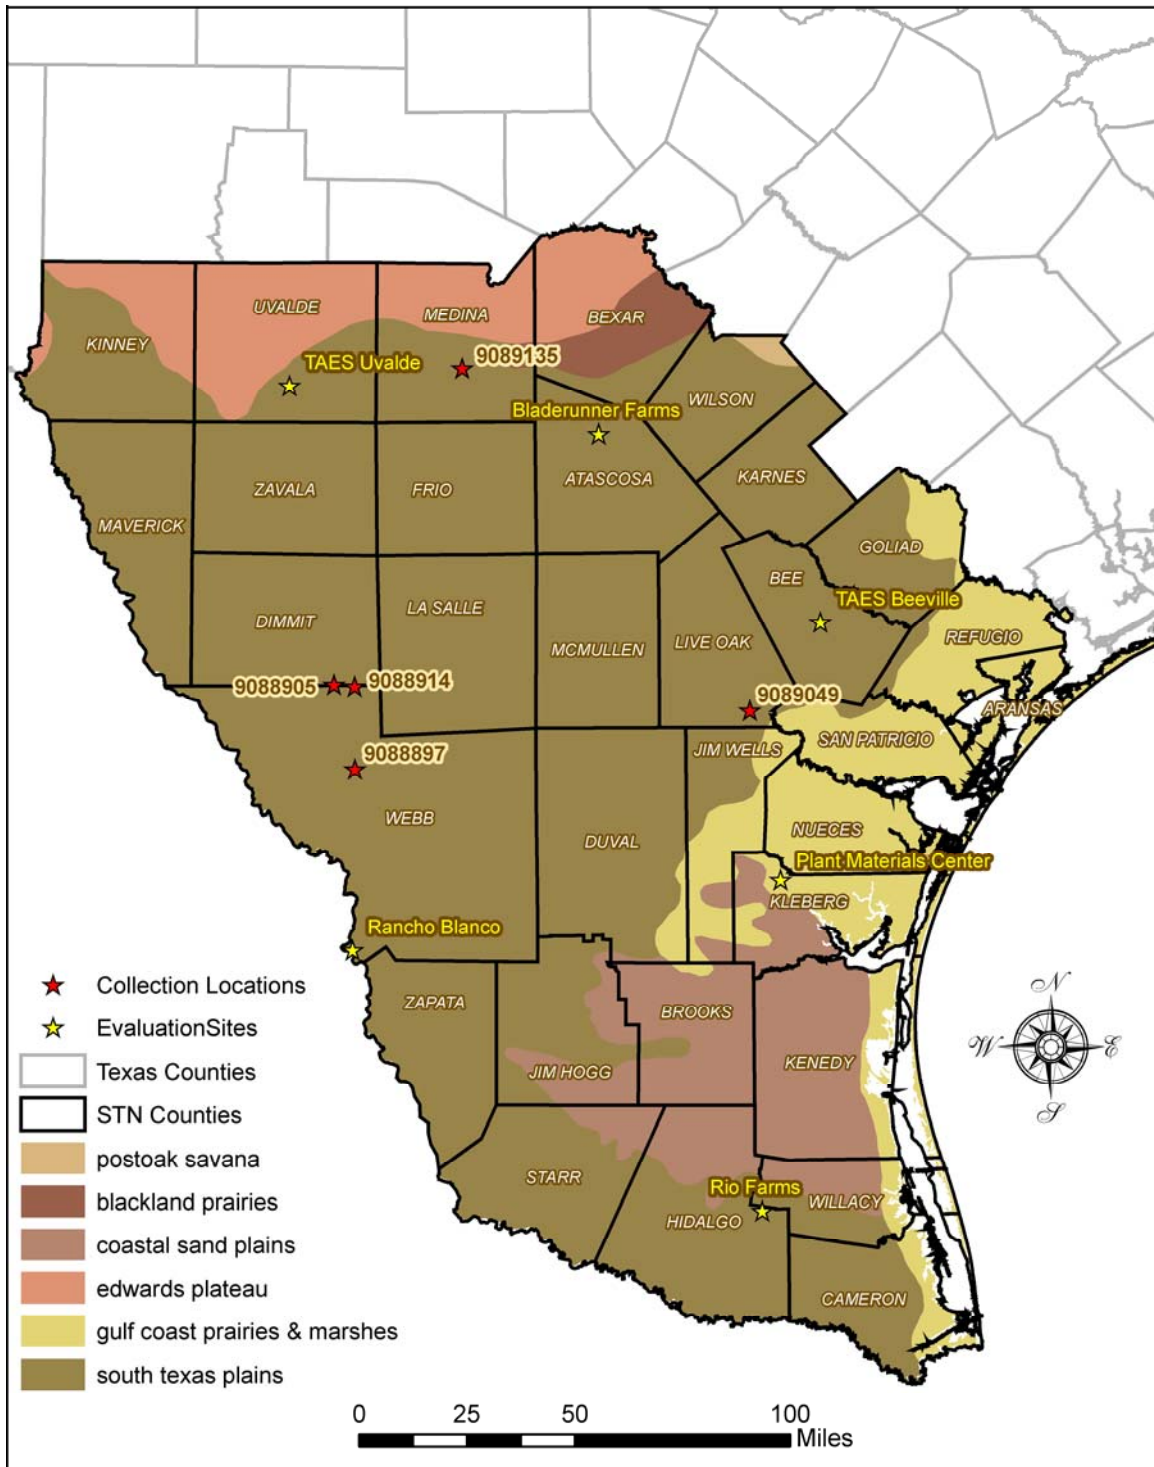 UVALDE
MEDINA
BEXAR
KINNEY
9089135
TAES Uvalde
Bladerunner Farms
WILSON
ZAVALA
FRIO
ATASCOSA
KARNES
MAVERICK
GOLIAD
BEE
TAES Beeville
DIMMIT
LA SALLE
MCMULLEN
LIVE OAK
REFUGIO
9088905
9088914
9089049
ARANSAS
JIM WELLS
SAN PATRICIO
9088897
WEBB
DUVAL
NUECES
Plant Materials Center
KLEBERG
Rancho Blanco
ZAPATA
BROOKS
KENEDY
JIM HOGG
STARR
Rio Farms
WILLACY
HIDALGO
CAMERON
N
W
E
S
Collection Locations
EvaluationSites
Texas Counties
STN Counties
postoak savana
blackland prairies
coastal sand plains
edwards plateau
gulf coast prairies & marshes
south texas plains
0 25 50 100
Miles